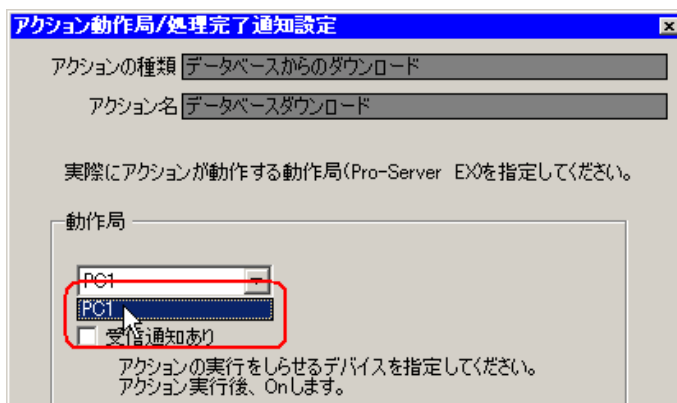 アクション動作局/処理完了通知設定
アクションの種類 データベースからのダウンロード
アクション名 データベースダウンロード
実際にアクションが動作する動作局(Pro-Server EX)を指定してください。
動作局
PC1
PC1
受信通知あり
アクションの実行をしらせるデバイスを指定してください。
アクション実行後、Onします。